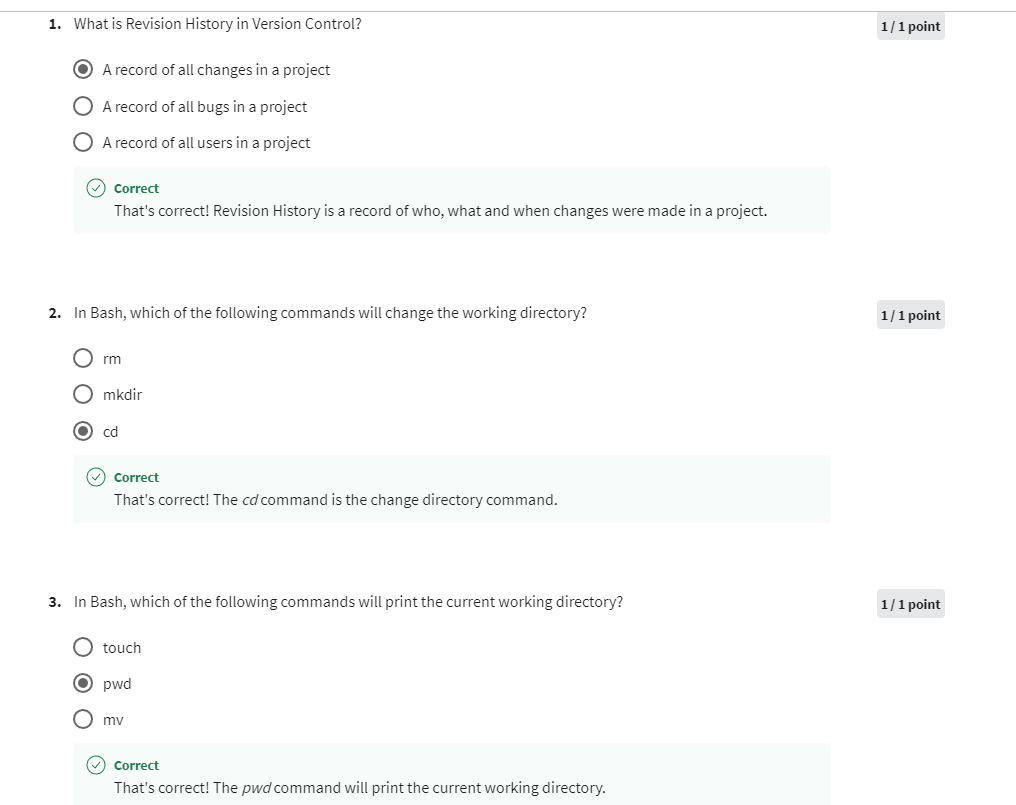 1. What is Revision History in Version Control?
1 / 1 point
A record of all changes in a project
A record of all bugs in a project
A record of all users in a project
Correct
That's correct! Revision History is a record of who, what and when changes were made in a project.
2. In Bash, which of the following commands will change the working directory?
1 / 1 point
rm
mkdir
cd
Correct
That's correct! The cd command is the change directory command.
3. In Bash, which of the following commands will print the current working directory?
1 / 1 point
touch
pwd
mv
Correct
That's correct! The pwd command will print the current working directory.